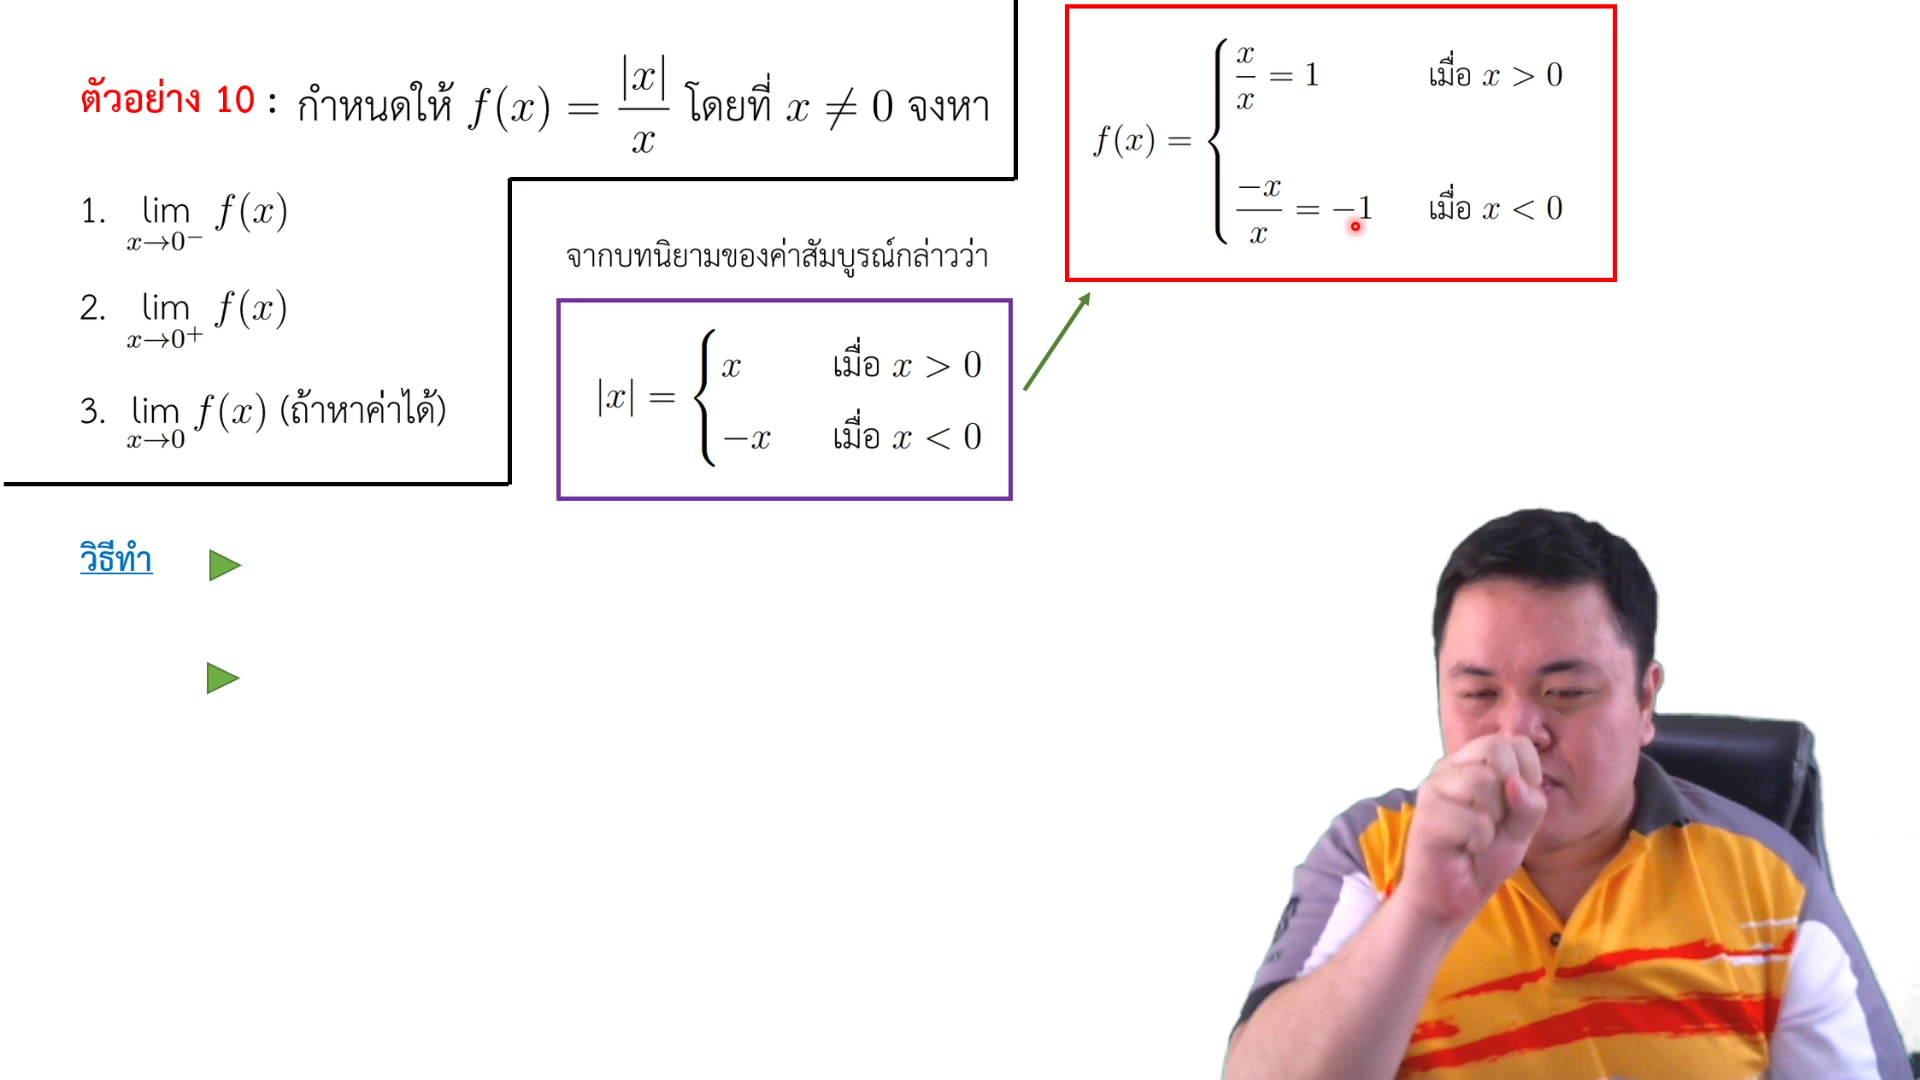 ตัวอย่าง 10 : กำหนดให้ f(x) = |x|/x โดยที่ x ≠ 0 จงหา
1. lim x→0⁻ f(x)
2. lim x→0⁺ f(x)
3. lim x→0 f(x) (ถ้าหาค่าได้)
จากบทนิยามของค่าสัมบูรณ์กล่าวว่า
|x| = { x เมื่อ x > 0
−x เมื่อ x < 0
f(x) = { x/x = 1 เมื่อ x > 0
−x/x = −1 เมื่อ x < 0
วิธีทำ